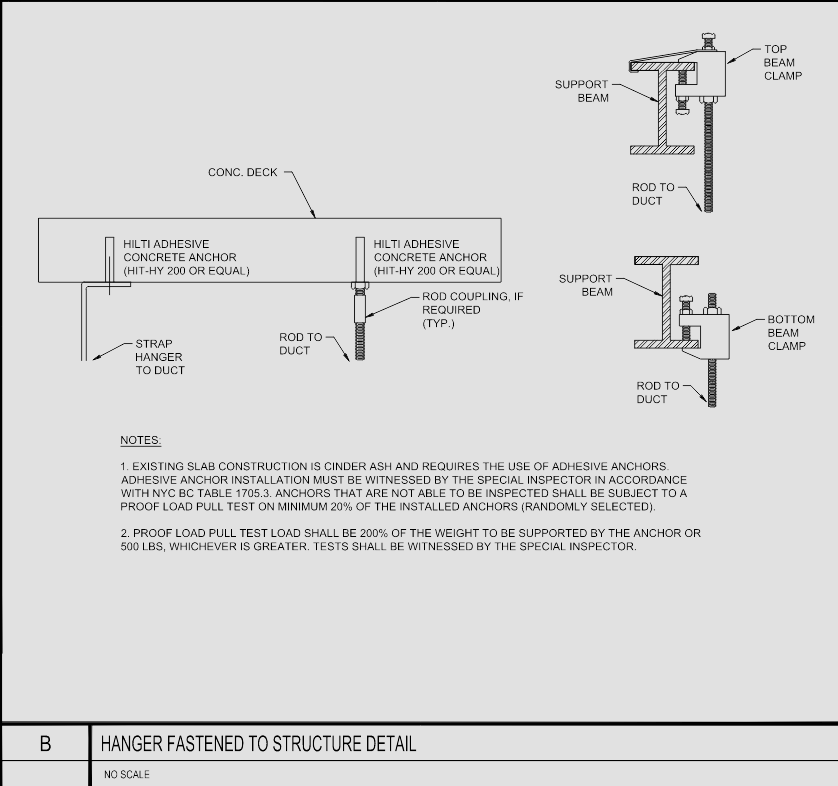 TOP
BEAM
CLAMP
SUPPORT
BEAM
ROD TO
DUCT
CONC. DECK
HILTI ADHESIVE
CONCRETE ANCHOR
(HIT-HY 200 OR EQUAL)
HILTI ADHESIVE
CONCRETE ANCHOR
(HIT-HY 200 OR EQUAL)
STRAP
HANGER
TO DUCT
ROD TO
DUCT
ROD COUPLING, IF
REQUIRED
(TYP.)
SUPPORT
BEAM
BOTTOM
BEAM
CLAMP
ROD TO
DUCT
NOTES:
1. EXISTING SLAB CONSTRUCTION IS CINDER ASH AND REQUIRES THE USE OF ADHESIVE ANCHORS.
ADHESIVE ANCHOR INSTALLATION MUST BE WITNESSED BY THE SPECIAL INSPECTOR IN ACCORDANCE
WITH NYC BC TABLE 1705.3. ANCHORS THAT ARE NOT ABLE TO BE INSPECTED SHALL BE SUBJECT TO A
PROOF LOAD PULL TEST ON MINIMUM 20% OF THE INSTALLED ANCHORS (RANDOMLY SELECTED).
2. PROOF LOAD PULL TEST LOAD SHALL BE 200% OF THE WEIGHT TO BE SUPPORTED BY THE ANCHOR OR
500 LBS, WHICHEVER IS GREATER. TESTS SHALL BE WITNESSED BY THE SPECIAL INSPECTOR.
B
HANGER FASTENED TO STRUCTURE DETAIL
NO SCALE